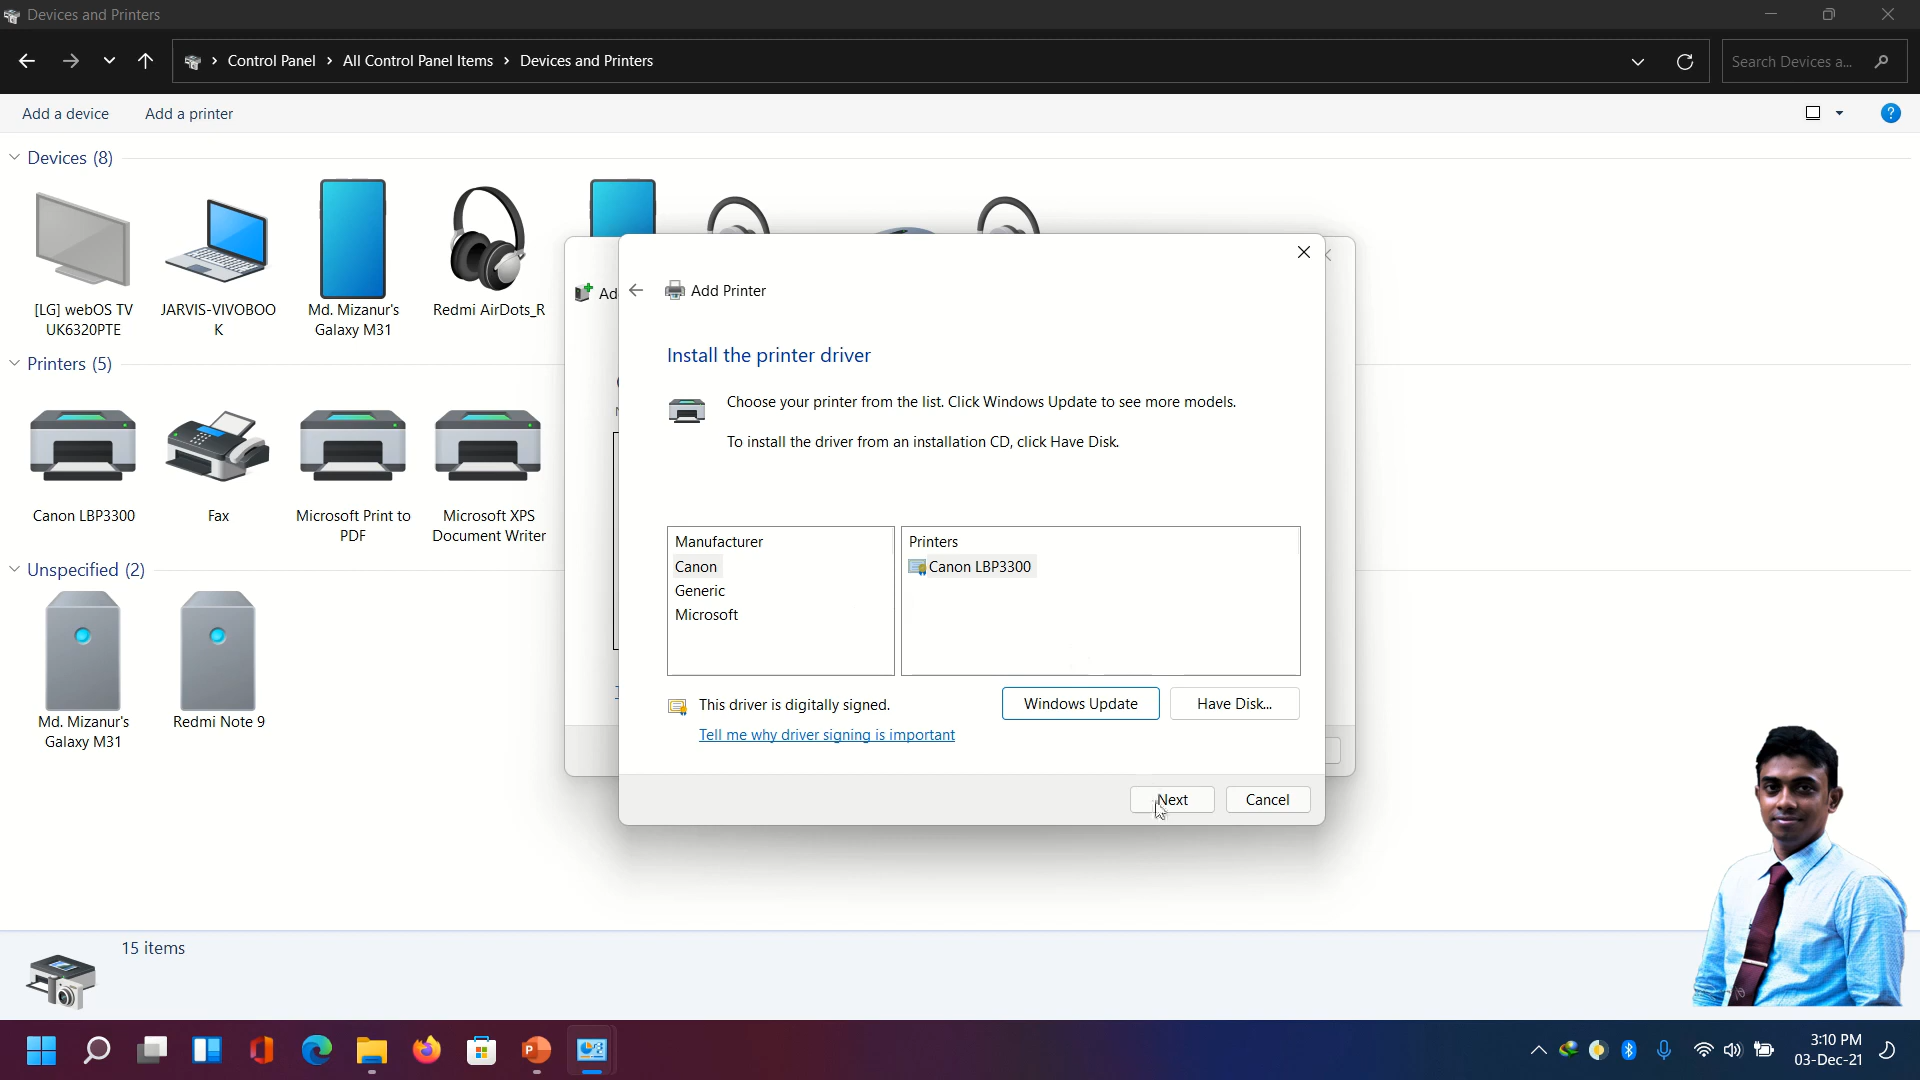 Devices and Printers
Control Panel > All Control Panel Items > Devices and Printers
Search Devices a...
Add a device
Add a printer
?
Devices (8)
[LG] webOS TV
UK6320PTE
JARVIS-VIVOBOO
K
Md. Mizanur's
Galaxy M31
Redmi AirDots_R
Printers (5)
Canon LBP3300
Fax
Microsoft Print to
PDF
Microsoft XPS
Document Writer
Unspecified (2)
Md. Mizanur's
Galaxy M31
Redmi Note 9
Ad
Add Printer
Install the printer driver
Choose your printer from the list. Click Windows Update to see more models.
To install the driver from an installation CD, click Have Disk.
Manufacturer
Canon
Generic
Microsoft
Printers
Canon LBP3300
This driver is digitally signed.
Tell me why driver signing is important
Windows Update
Have Disk...
Next
Cancel
15 items
3:10 PM
03-Dec-21